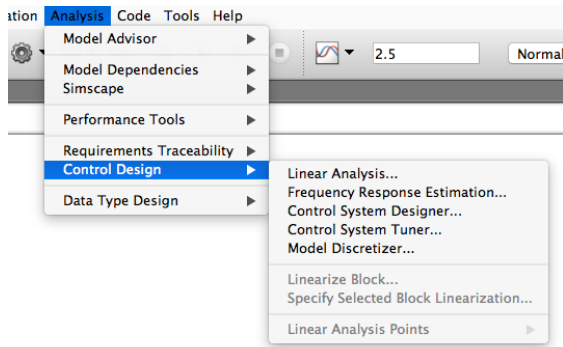 ation Analysis Code Tools Help
Model Advisor
2.5
Normal
Model Dependencies
Simscape
Performance Tools
Requirements Traceability
Control Design
Data Type Design
Linear Analysis...
Frequency Response Estimation...
Control System Designer...
Control System Tuner...
Model Discretizer...
Linearize Block...
Specify Selected Block Linearization...
Linear Analysis Points